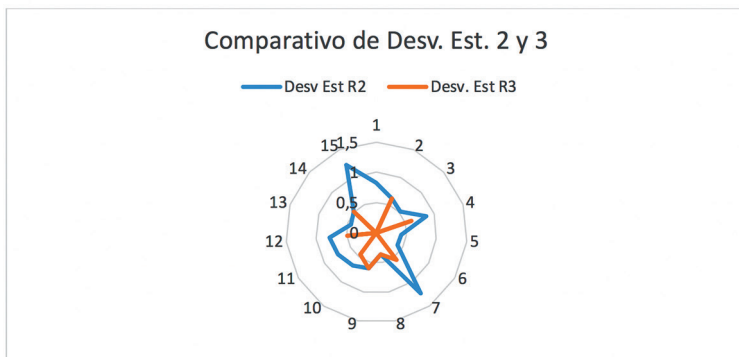 Comparativo de Desv. Est. 2 y 3
Desv Est R2 Desv. Est R3
1
15 1,5 2
14 1 3
13 0,5 4
12 0 5
11 6
10 7
9 8